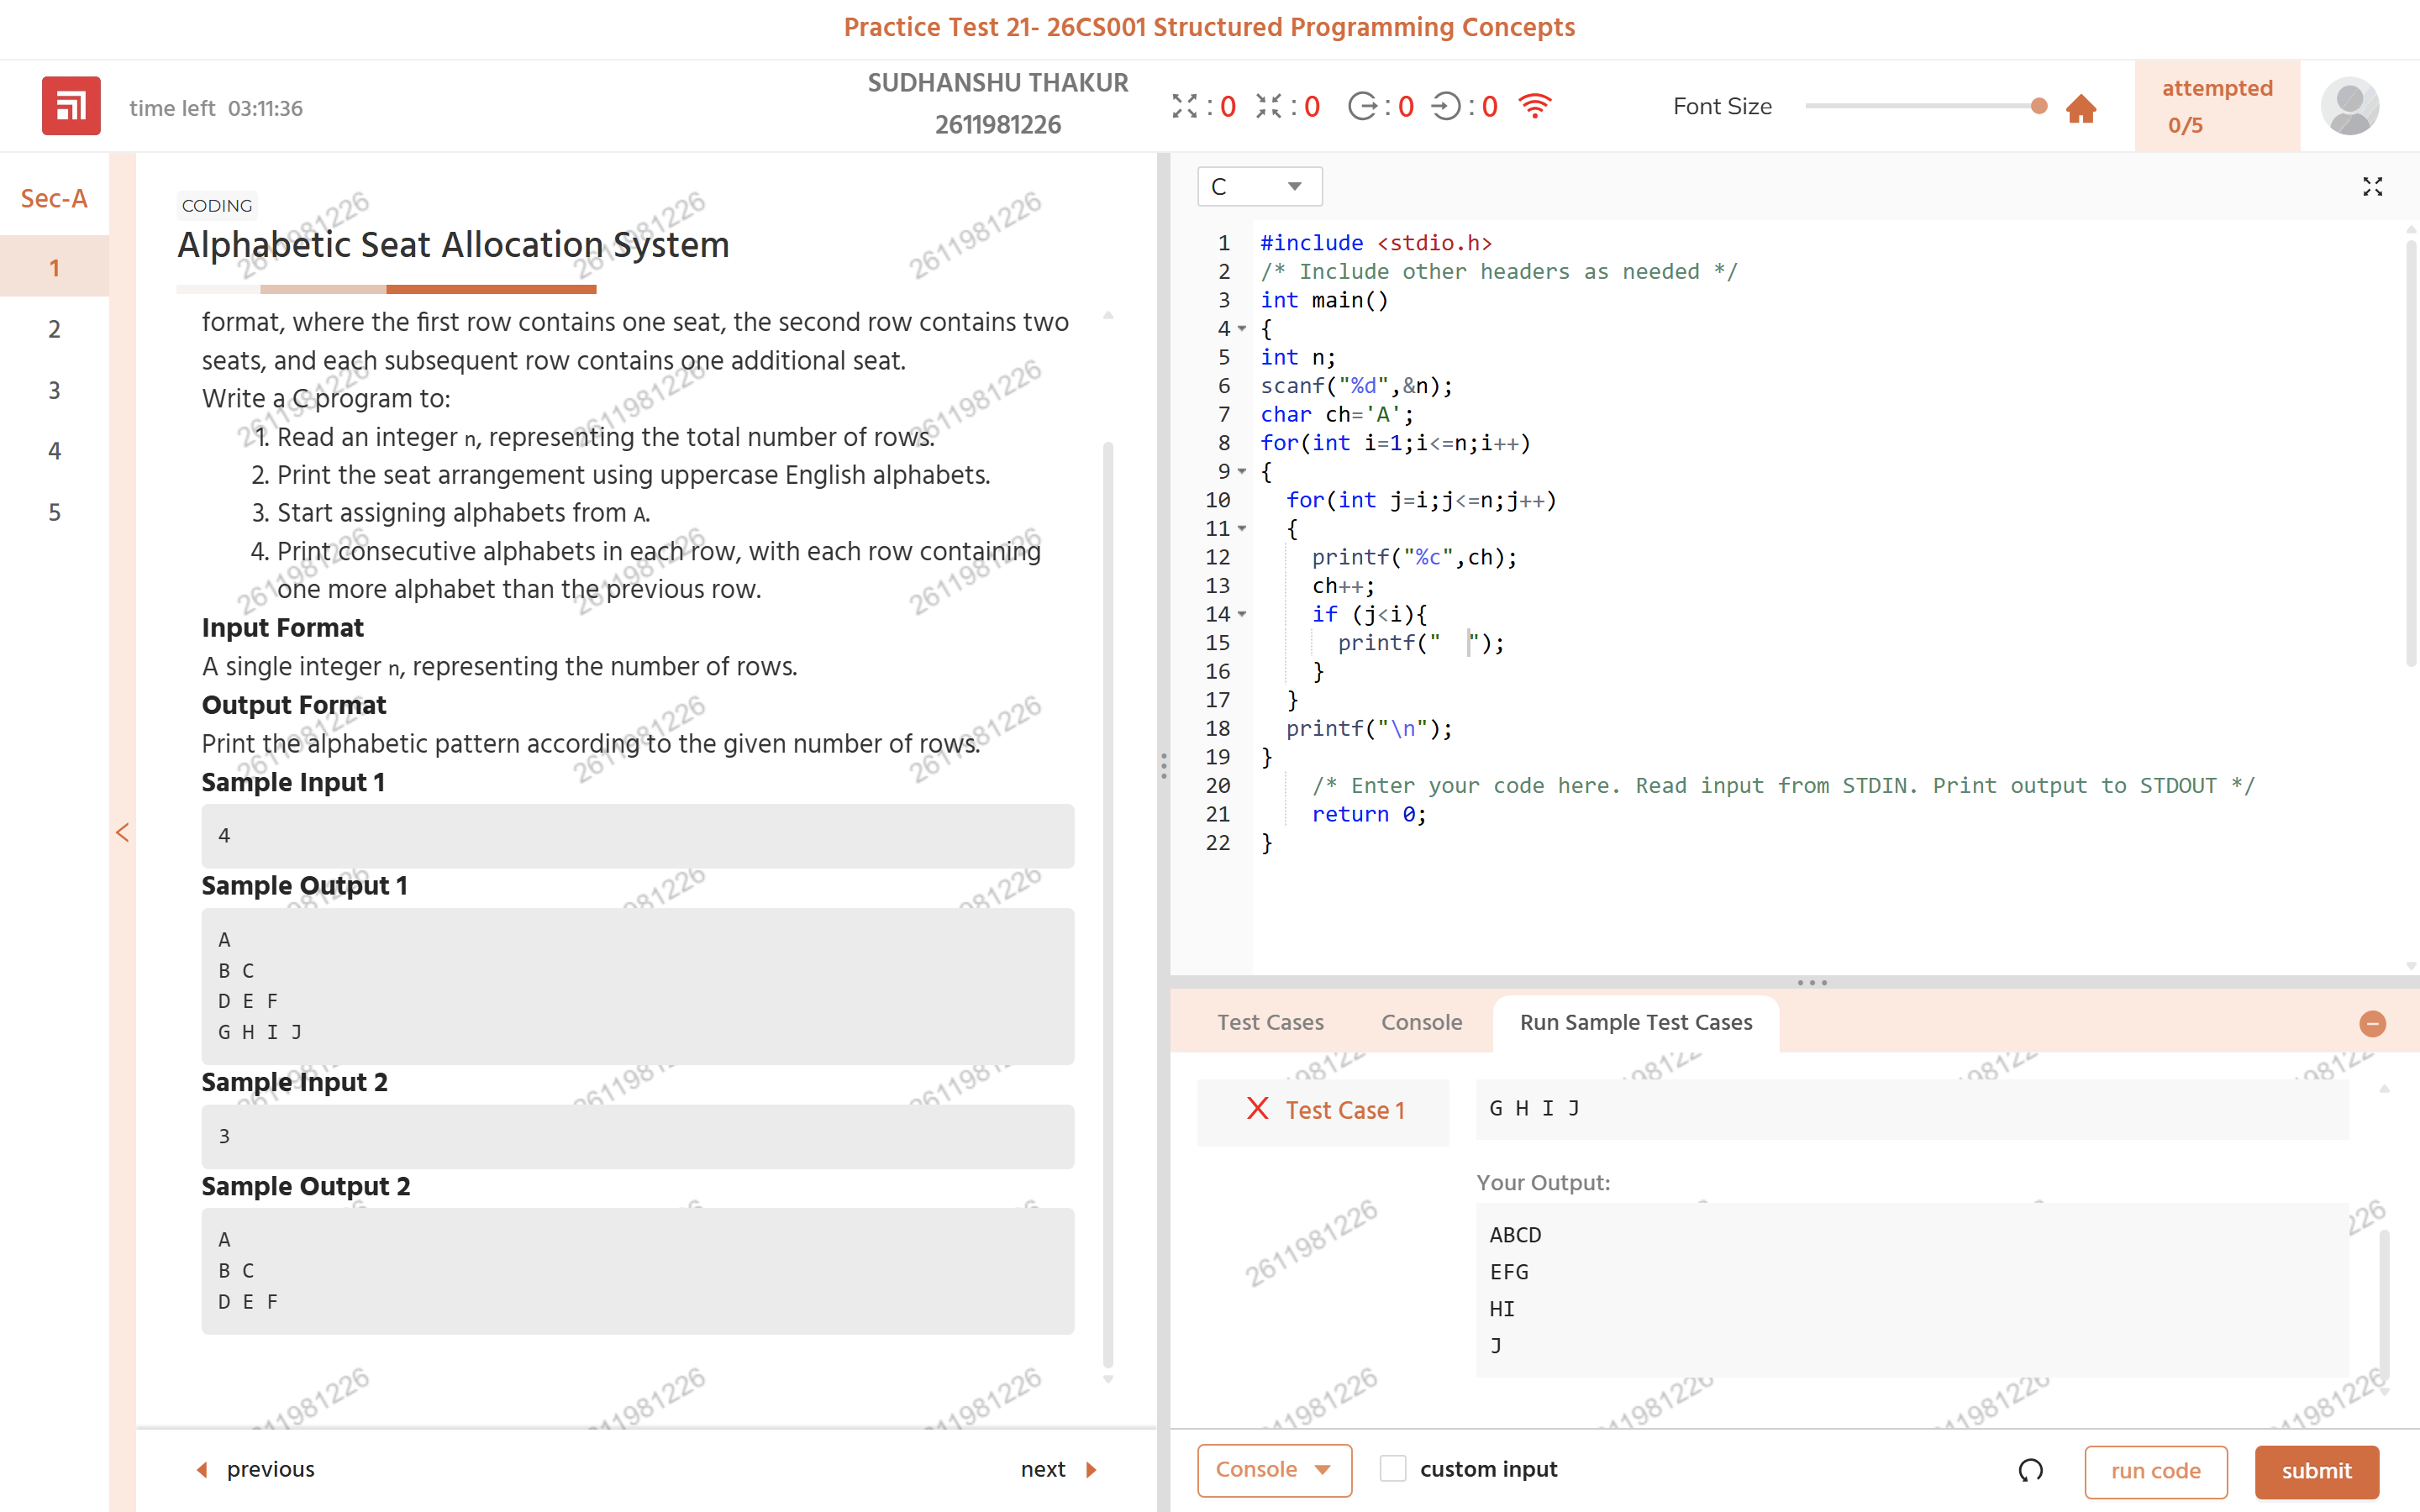 Practice Test 21- 26CS001 Structured Programming Concepts
time left 03:11:36
SUDHANSHU THAKUR
2611981226
: 0 : 0 : 0 : 0
Font Size
attempted
0/5
Sec-A
1
2
3
4
5
CODING
Alphabetic Seat Allocation System
format, where the first row contains one seat, the second row contains two
seats, and each subsequent row contains one additional seat.
Write a C program to:
1. Read an integer n, representing the total number of rows.
2. Print the seat arrangement using uppercase English alphabets.
3. Start assigning alphabets from A.
4. Print consecutive alphabets in each row, with each row containing
one more alphabet than the previous row.
Input Format
A single integer n, representing the number of rows.
Output Format
Print the alphabetic pattern according to the given number of rows.
Sample Input 1
4
Sample Output 1
A
B C
D E F
G H I J
Sample Input 2
3
Sample Output 2
A
B C
D E F
previous
next
C
1 #include <stdio.h>
2 /* Include other headers as needed */
3 int main()
4 {
5 int n;
6 scanf("%d",&n);
7 char ch='A';
8 for(int i=1;i<=n;i++)
9 {
10   for(int j=i;j<=n;j++)
11   {
12     printf("%c",ch);
13     ch++;
14     if (j<i){
15       printf("  ");
16     }
17   }
18   printf("\n");
19 }
20     /* Enter your code here. Read input from STDIN. Print output to STDOUT */
21     return 0;
22 }
Test Cases
Console
Run Sample Test Cases
X Test Case 1
G H I J
Your Output:
ABCD
EFG
HI
J
Console
custom input
run code
submit